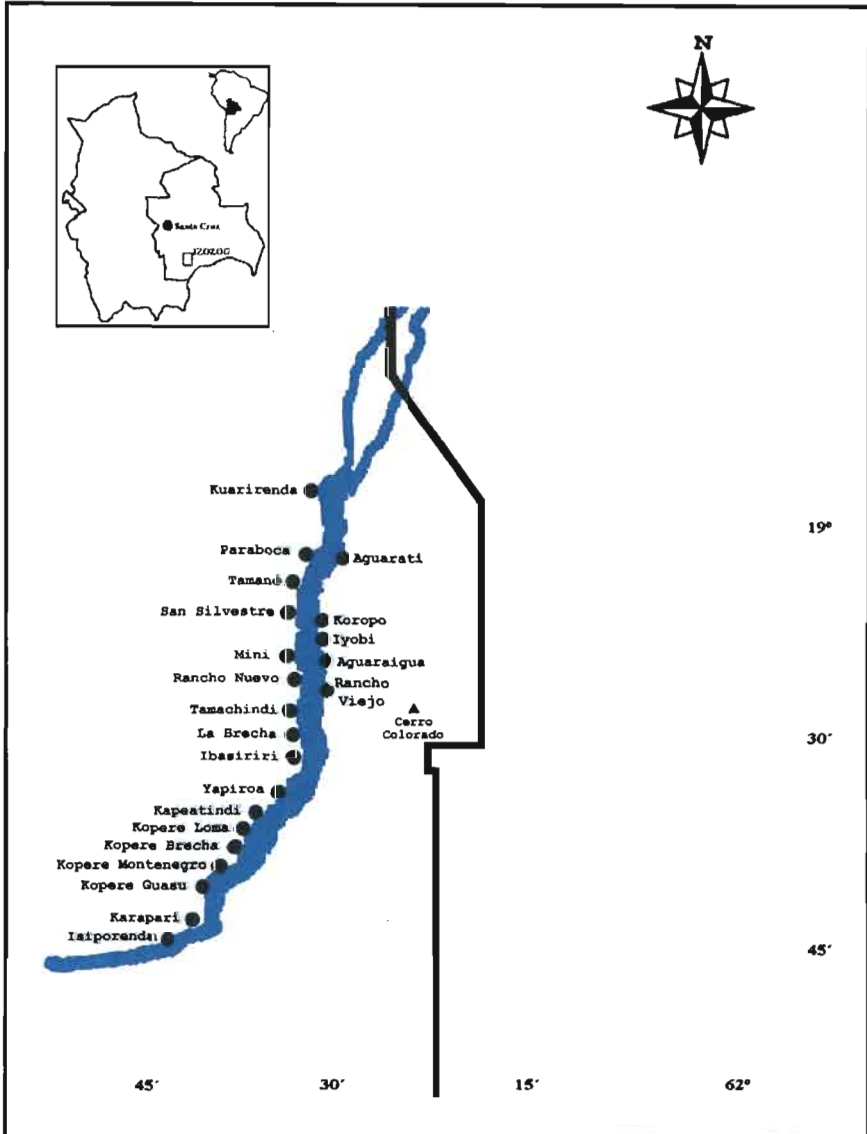 N
Santa Cruz
IZOZOG
Kuarirenda
19°
Paraboca
Aguarati
Tamane
San Silvestre
Koropo
Iyobi
Mini
Aguaraigua
Rancho Nuevo
Rancho
Viejo
Tamachindi
Cerro
Colorado
La Brecha
30´
Ibasiriri
Yapiroa
Kapeatindi
Kopere Loma
Kopere Brecha
Kopere Montenegro
Kopere Guasu
Karapari
Isiporenda
45´
45´
30´
15´
62°